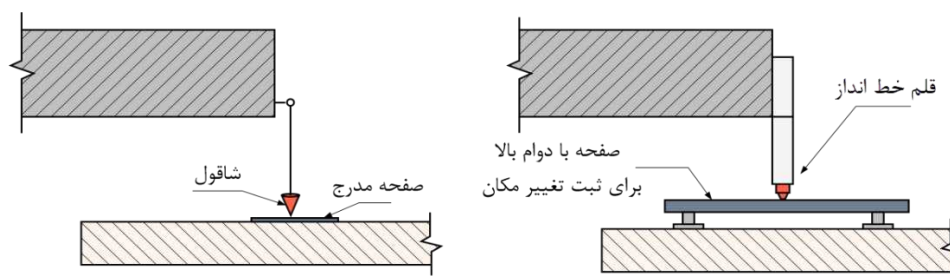 قلم خط انداز
صفحه با دوام بالا
برای ثبت تغییر مکان
شاقول
صفحه مدرج